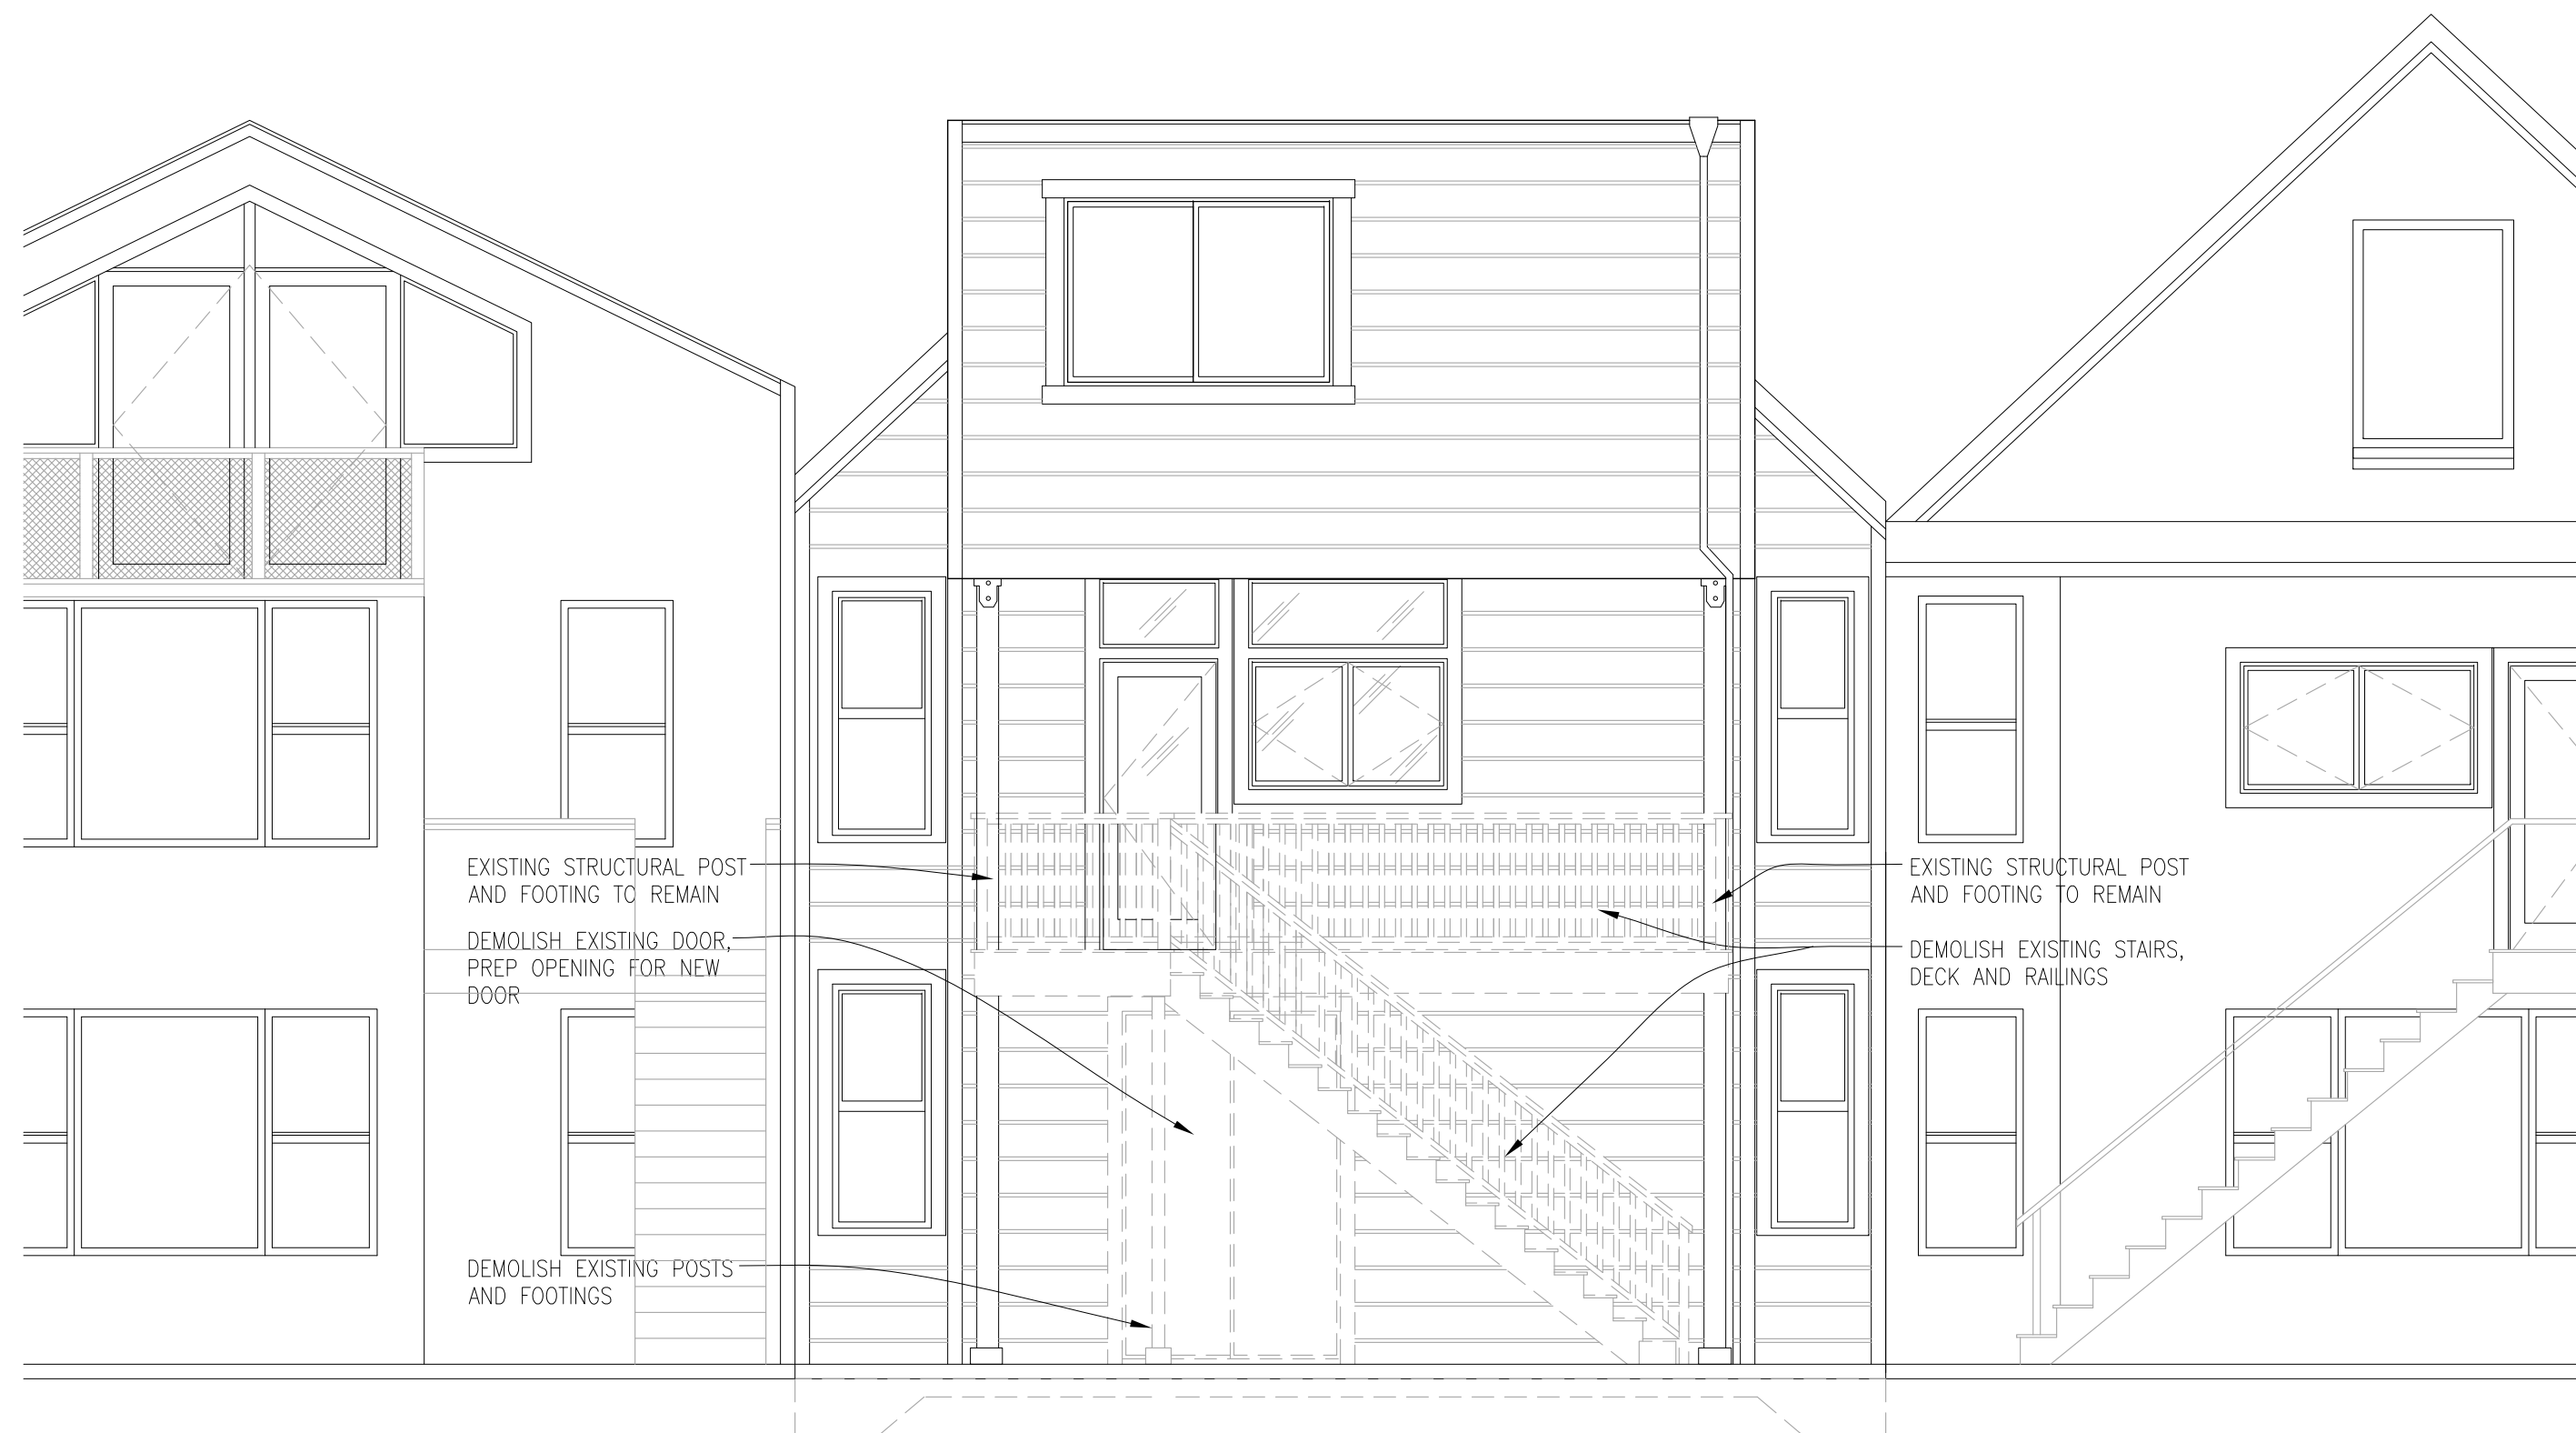 EXISTING STRUCTURAL POST
AND FOOTING TO REMAIN
DEMOLISH EXISTING DOOR,
PREP OPENING FOR NEW
DOOR
DEMOLISH EXISTING POSTS
AND FOOTINGS
EXISTING STRUCTURAL POST
AND FOOTING TO REMAIN
DEMOLISH EXISTING STAIRS,
DECK AND RAILINGS